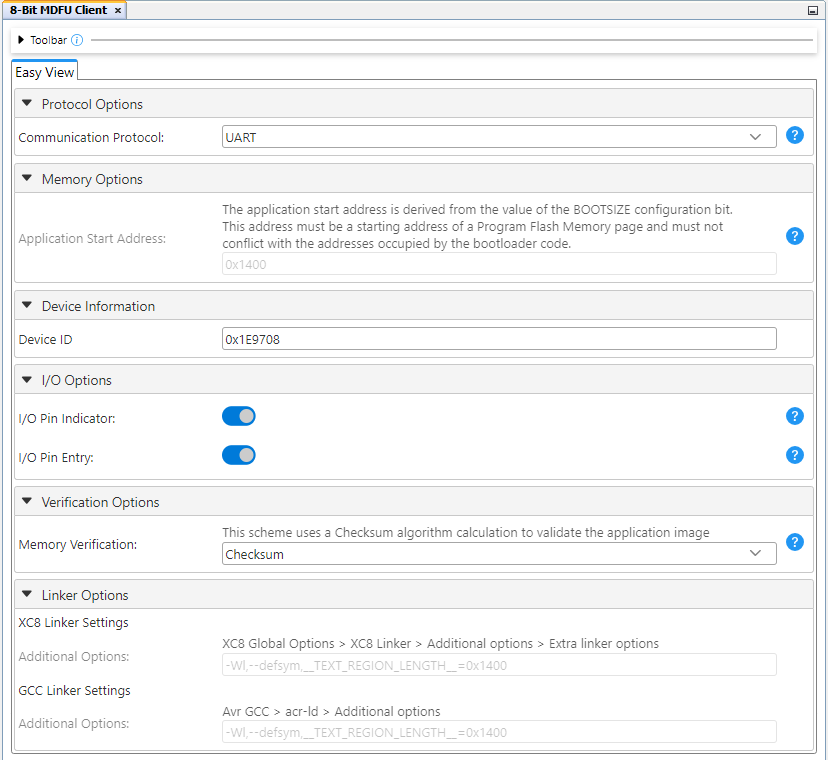 8-Bit MDFU Client ×
Toolbar
Easy View
Protocol Options
Communication Protocol:
UART
?
Memory Options
Application Start Address:
The application start address is derived from the value of the BOOTSIZE configuration bit.
This address must be a starting address of a Program Flash Memory page and must not
conflict with the addresses occupied by the bootloader code.
0x1400
?
Device Information
Device ID
0x1E9708
I/O Options
I/O Pin Indicator:
?
I/O Pin Entry:
?
Verification Options
Memory Verification:
This scheme uses a Checksum algorithm calculation to validate the application image
Checksum
?
Linker Options
XC8 Linker Settings
Additional Options:
XC8 Global Options > XC8 Linker > Additional options > Extra linker options
-Wl,--defsym,__TEXT_REGION_LENGTH__=0x1400
GCC Linker Settings
Additional Options:
Avr GCC > acr-ld > Additional options
-Wl,--defsym,__TEXT_REGION_LENGTH__=0x1400